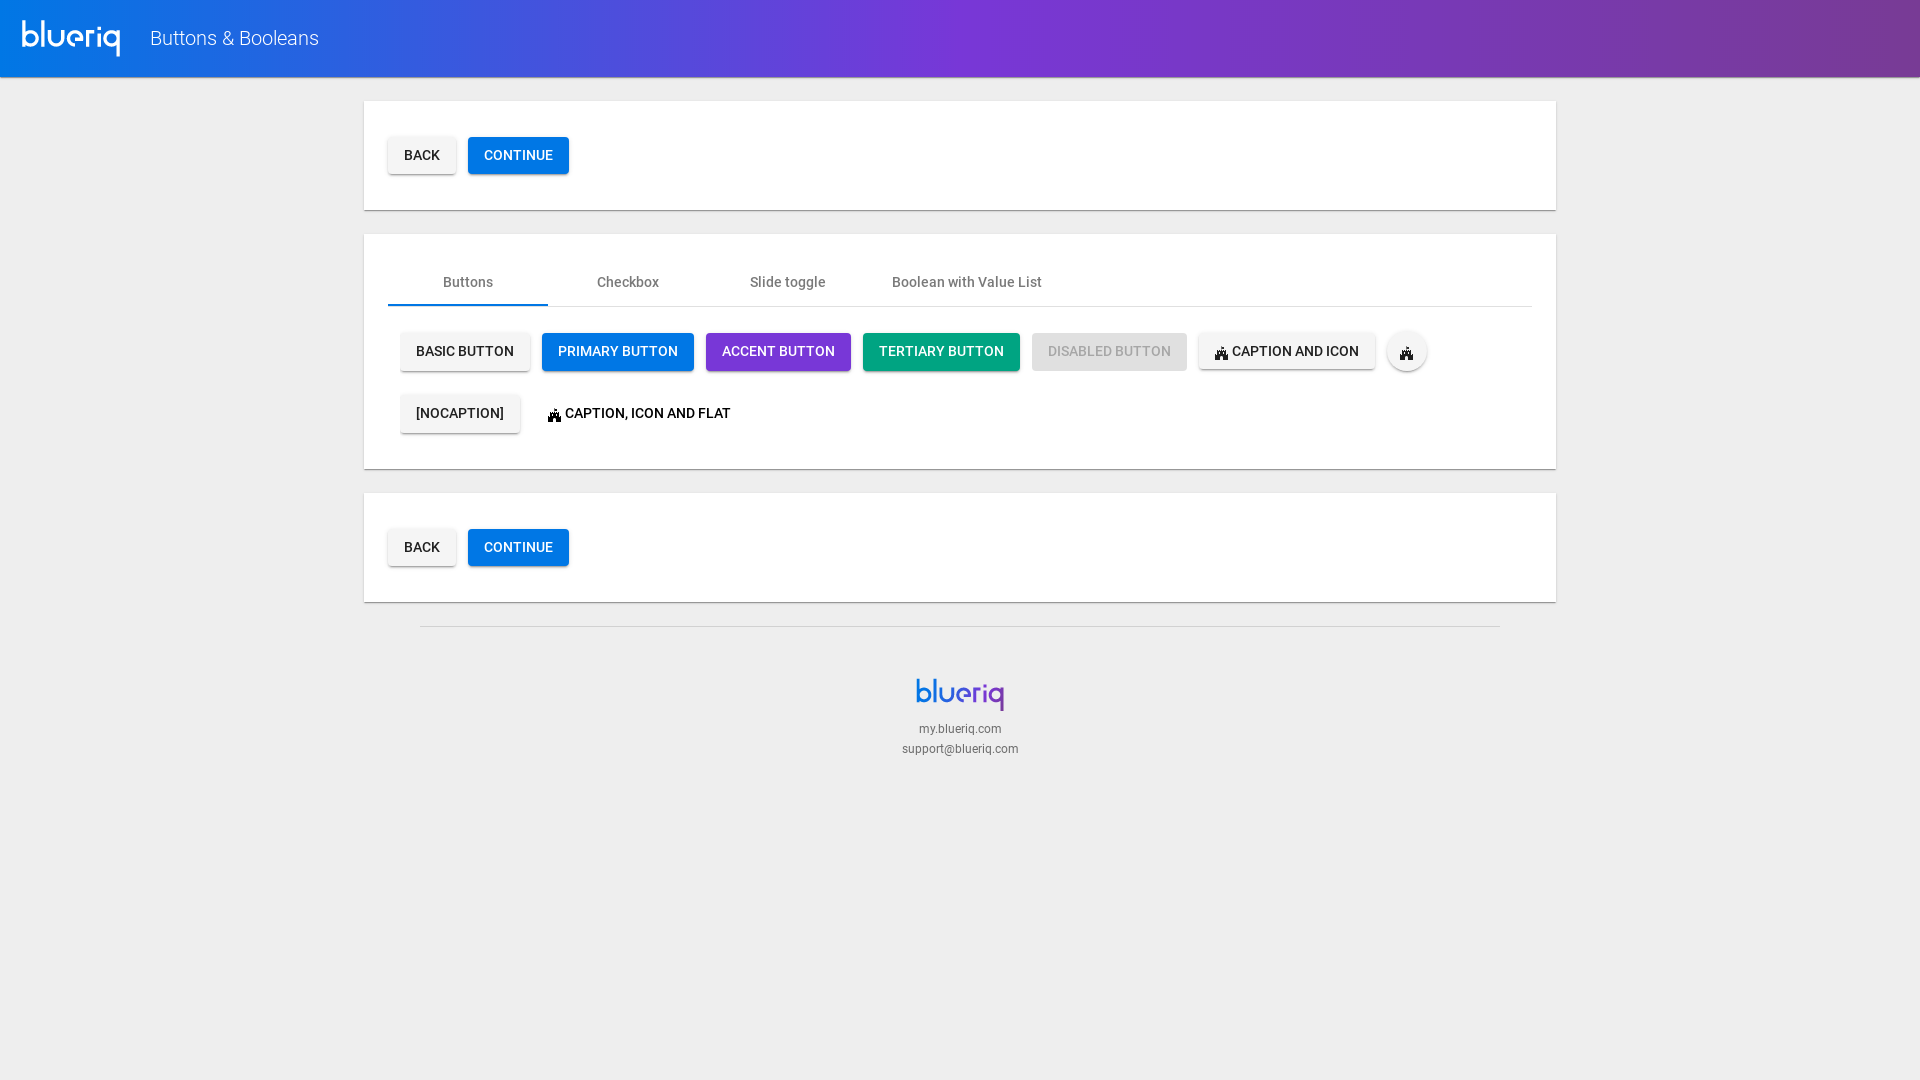 blueriq Buttons & Booleans
BACK CONTINUE
Buttons Checkbox Slide toggle Boolean with Value List
BASIC BUTTON PRIMARY BUTTON ACCENT BUTTON TERTIARY BUTTON DISABLED BUTTON CAPTION AND ICON
[NOCAPTION] CAPTION, ICON AND FLAT
BACK CONTINUE
blueriq
my.blueriq.com
support@blueriq.com